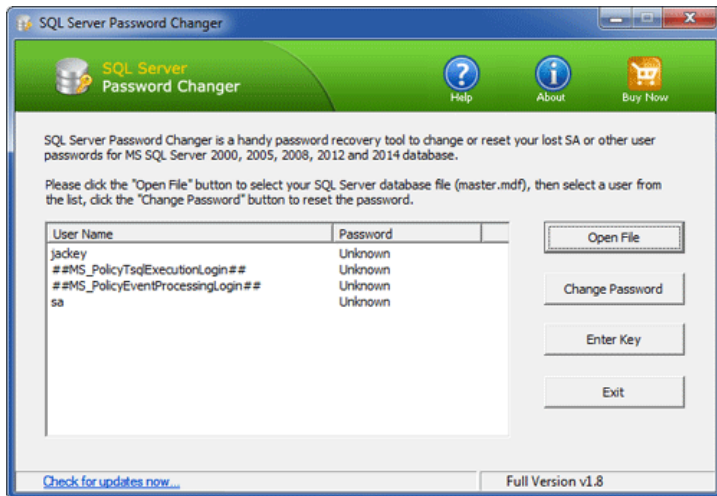 SQL Server Password Changer
SQL Server
Password Changer
Help
About
Buy Now
SQL Server Password Changer is a handy password recovery tool to change or reset your lost SA or other user
passwords for MS SQL Server 2000, 2005, 2008, 2012 and 2014 database.
Please click the "Open File" button to select your SQL Server database file (master.mdf), then select a user from
the list, click the "Change Password" button to reset the password.
User Name Password
jackey Unknown
##MS_PolicyTsqlExecutionLogin## Unknown
##MS_PolicyEventProcessingLogin## Unknown
sa Unknown
Open File
Change Password
Enter Key
Exit
Check for updates now... Full Version v1.8